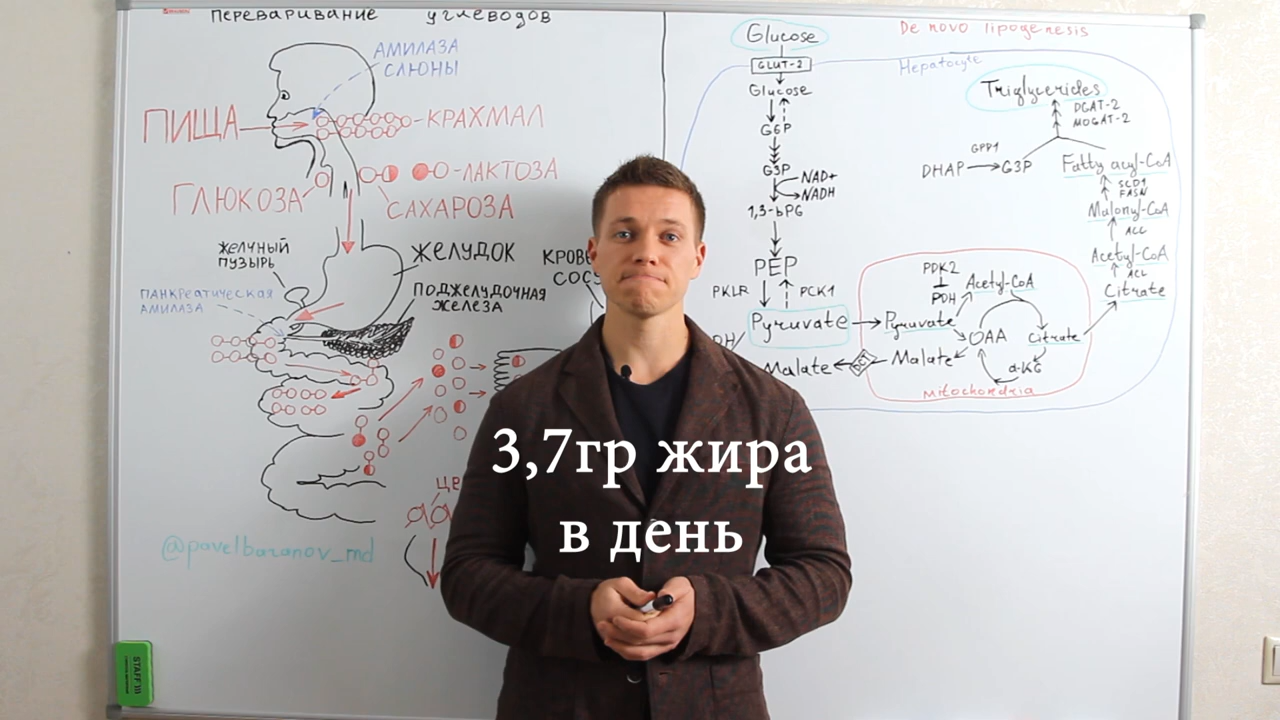 переваривание углеводов
АМИЛАЗА
СЛЮНЫ
ПИЩА
КРАХМАЛ
ЛАКТОЗА
ГЛЮКОЗА
САХАРОЗА
ЖЕЛЧНЫЙ
ПУЗЫРЬ
ЖЕЛУДОК
ПАНКРЕАТИЧЕСКАЯ
АМИЛАЗА
ПОДЖЕЛУДОЧНАЯ
ЖЕЛЕЗА
@pavelbaranov_md
STAFF
De novo lipogenesis
Glucose
GLUT-2
Hepatocyte
Glucose
G6P
G3P
NAD+
NADH
1,3-bPG
PEP
PKLR
PCK1
Pyruvate
Malate
Triglycerides
DGAT-2
MOGAT-2
GPP1
DHAP
G3P
Fatty acyl-CoA
SCD1
FASN
Malonyl-CoA
ACC
Acetyl-CoA
ACL
Citrate
PDK2
PDH
Acetyl-CoA
Pyruvate
OAA
Citrate
Malate
α-KG
mitochondria
3,7гр жира
в день